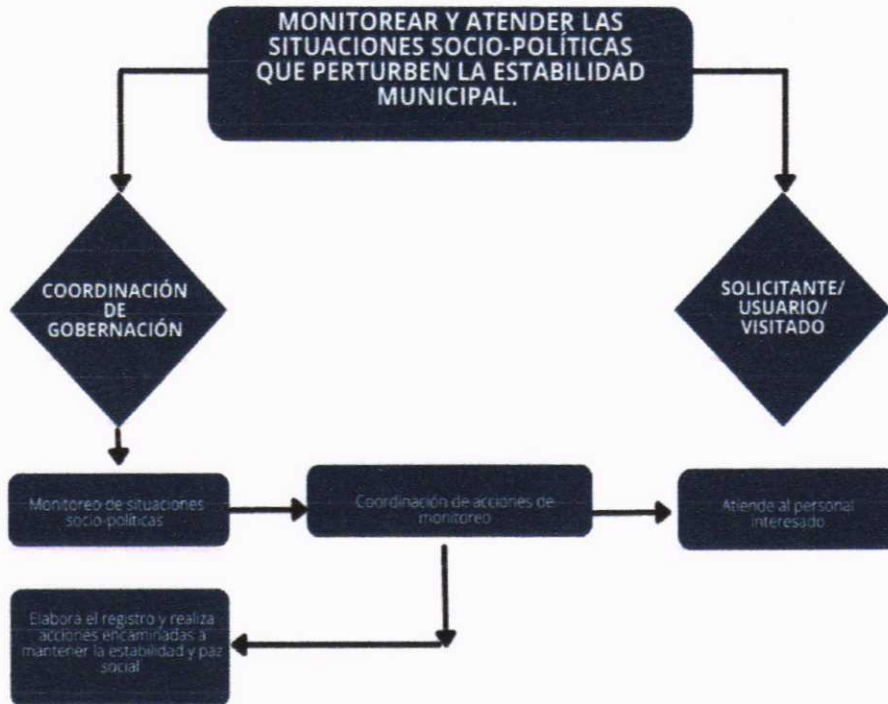 MONITOREAR Y ATENDER LAS
SITUACIONES SOCIO-POLÍTICAS
QUE PERTURBEN LA ESTABILIDAD
MUNICIPAL.
COORDINACIÓN
DE
GOBERNACIÓN
SOLICITANTE/
USUARIO/
VISITADO
Monitoreo de situaciones
socio-políticas
Coordinación de acciones de
monitoreo
Atiende al personal
interesado
Elabora el registro y realiza
acciones encaminadas a
mantener la estabilidad y paz
social